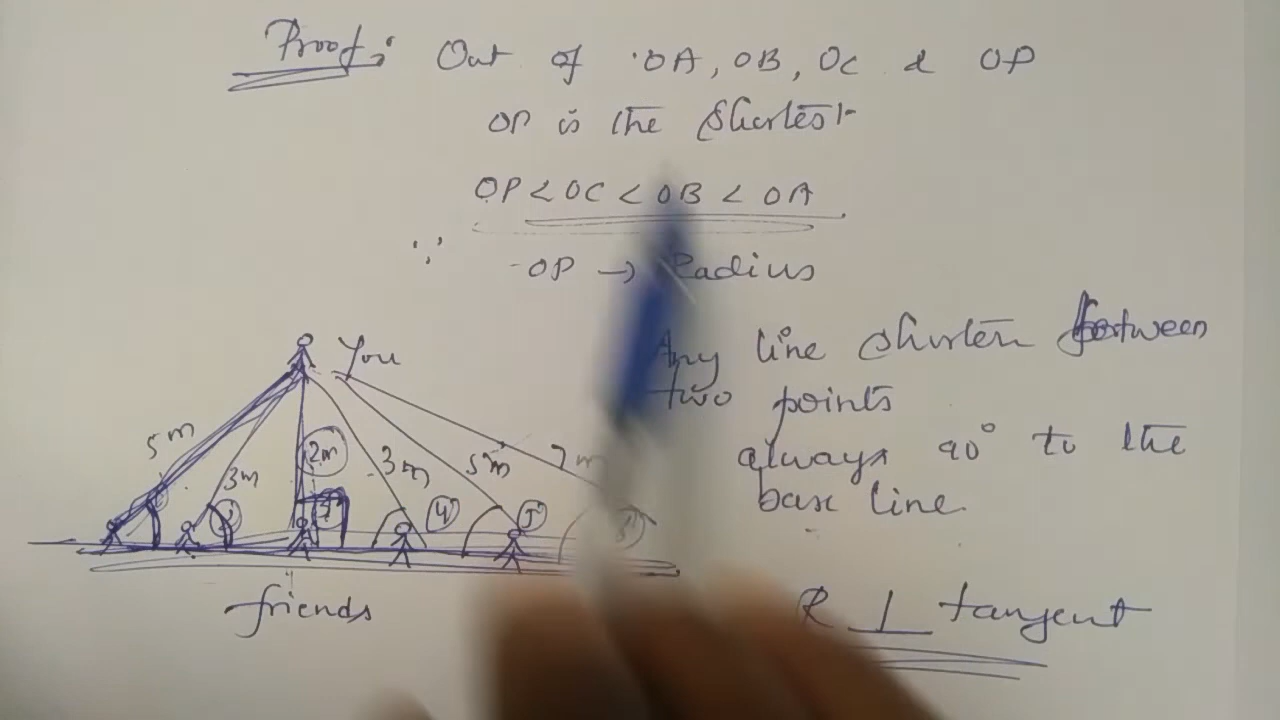 Proof:
Out of OA, OB, OC & OP
OP is the Shortest
OP < OC < OB < OA
∵ OP → Radius
Any line shorter between
two points
always 90° to the
base line.
You
5m
3m
2m
3m
5m
7m
4
5
friends
R ⊥ tangent